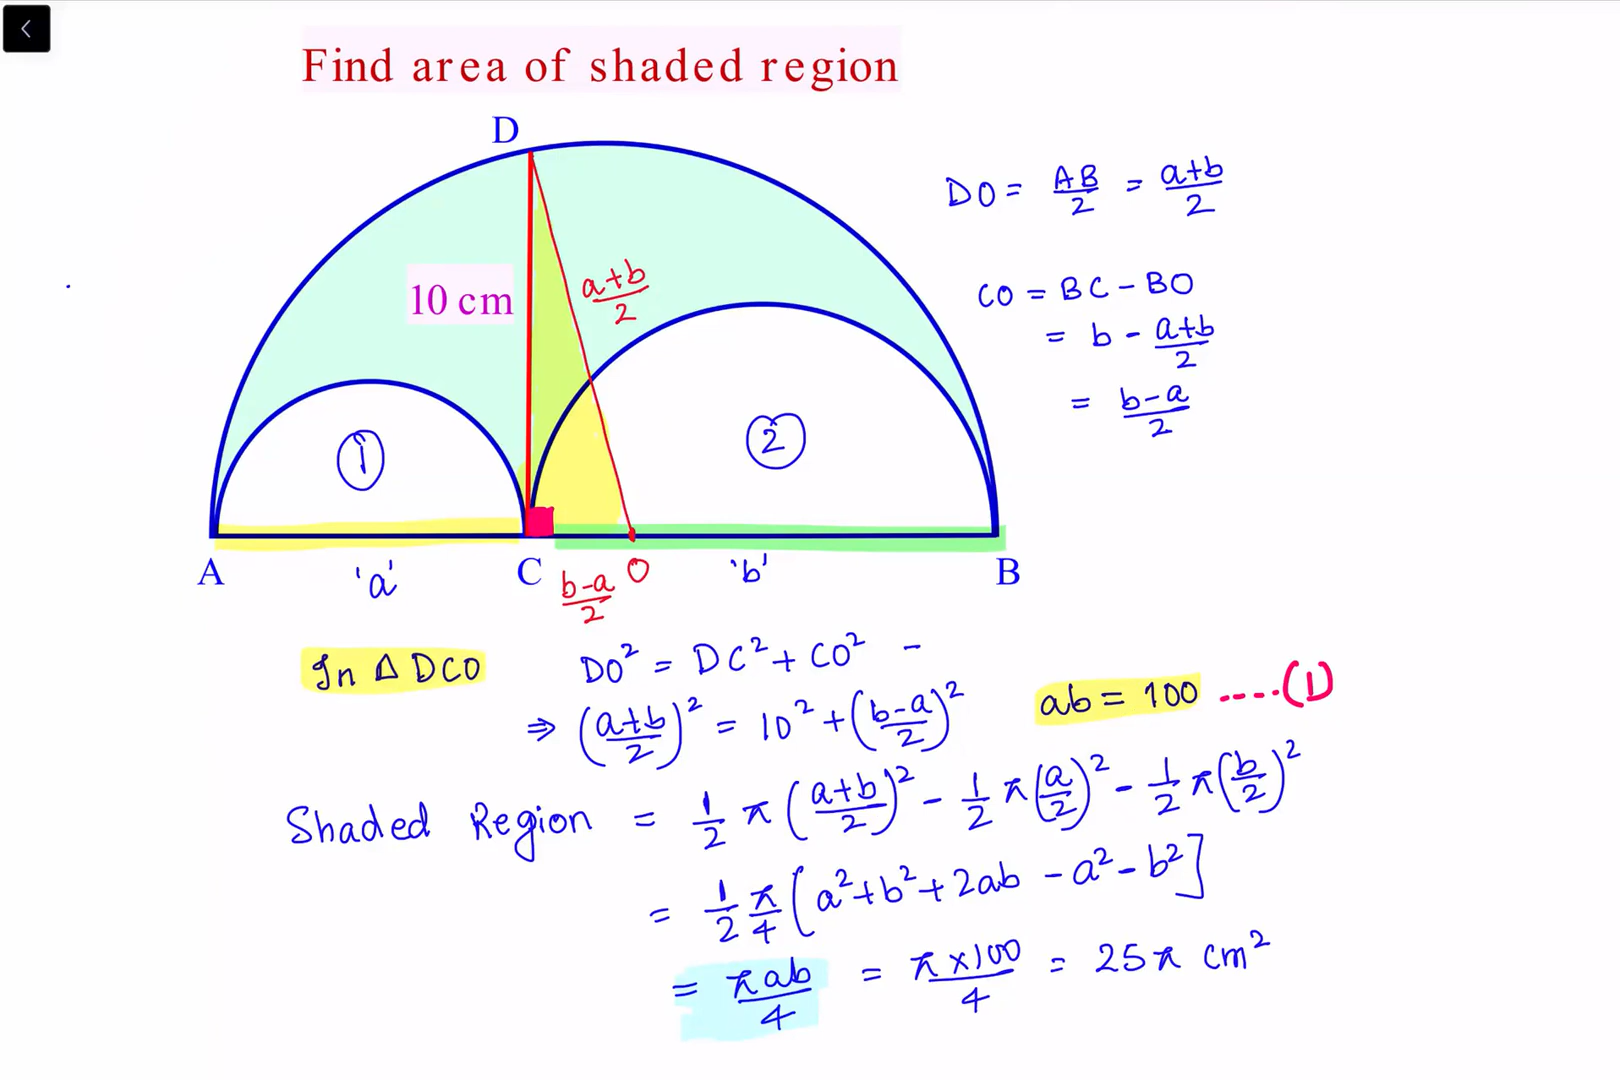 Find area of shaded region
D
10 cm
a+b/2
①
②
A
'a'
C
b-a/2
O
'b'
B
DO = AB/2 = a+b/2
CO = BC - BO
= b - a+b/2
= b-a/2
In Δ DCO
DO² = DC² + CO² -
⇒ (a+b/2)² = 10² + (b-a/2)²
ab = 100 ....(1)
Shaded Region = 1/2 π (a+b/2)² - 1/2 π (a/2)² - 1/2 π (b/2)²
= 1/2 π/4 [a²+b²+2ab -a²-b²]
= πab/4 = π×100/4 = 25π cm²